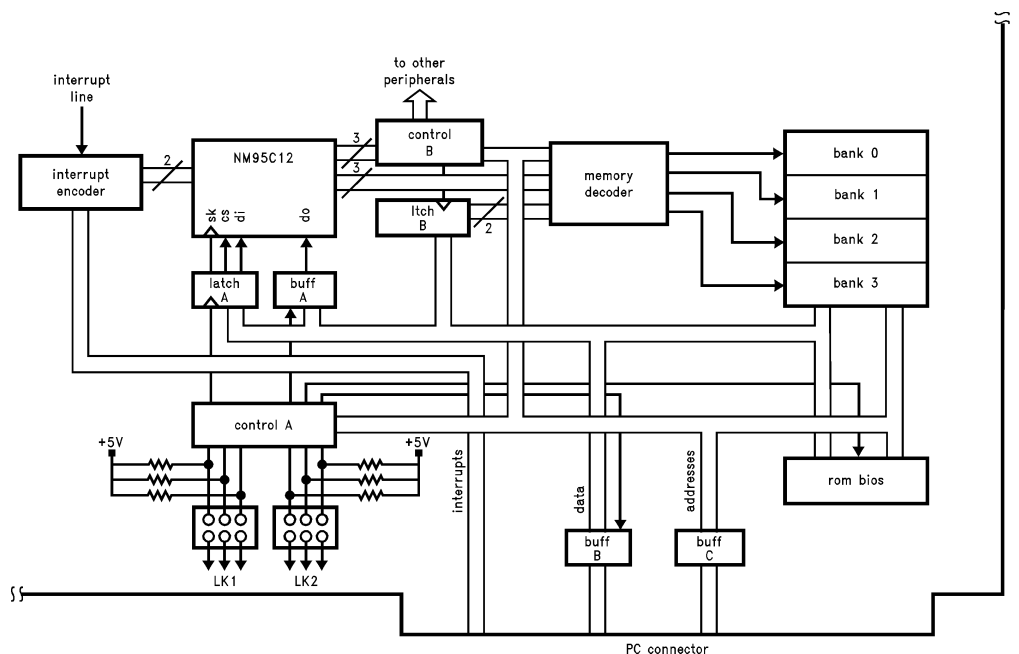 to other
peripherals
interrupt
line
interrupt
encoder
2
NM95C12
sk
cs
di
do
3
3
control
B
ltch
B
2
memory
decoder
bank 0
bank 1
bank 2
bank 3
latch
A
buff
A
control A
+5V
+5V
interrupts
data
addresses
rom bios
buff
B
buff
C
LK1
LK2
PC connector